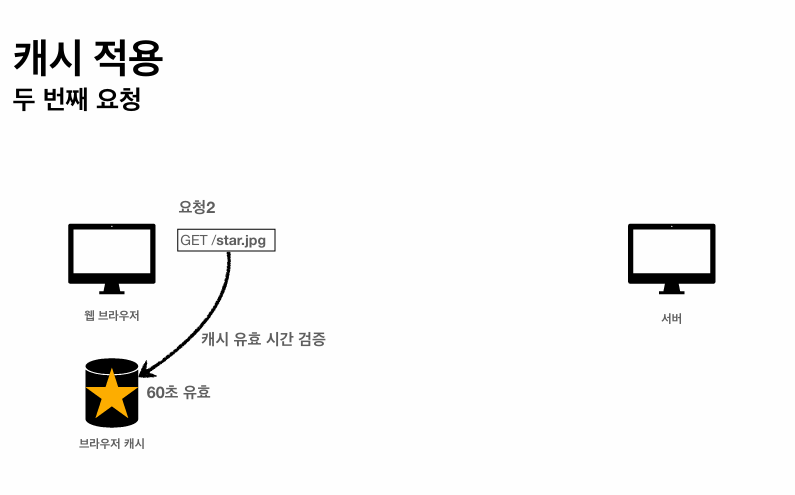 캐시 적용
두 번째 요청
요청2
GET /star.jpg
웹 브라우저
서버
캐시 유효 시간 검증
60초 유효
브라우저 캐시